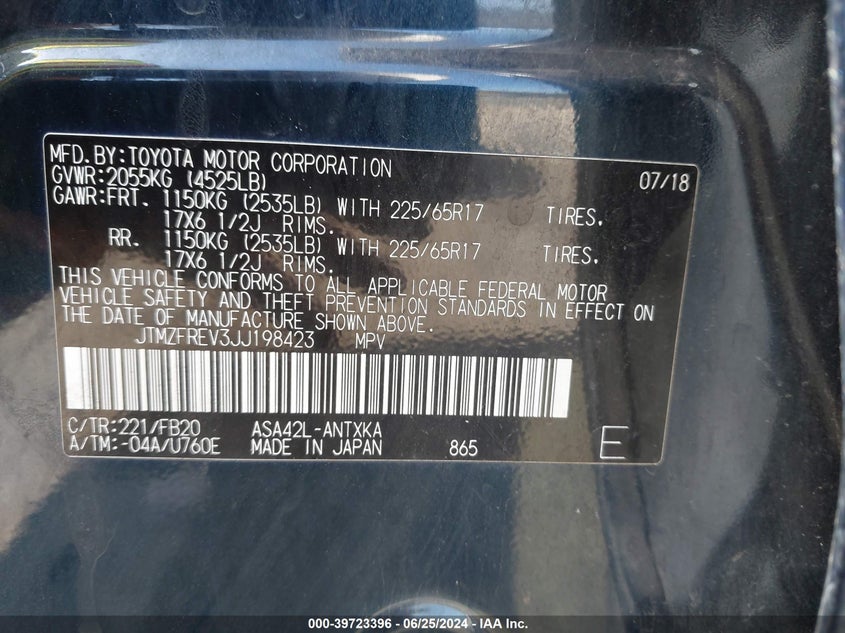 MFD.BY:TOYOTA MOTOR CORPORATION 07/18
GVWR:2055KG (4525LB)
GAWR:FRT. 1150KG (2535LB) WITH 225/65R17 TIRES.
17X6 1/2J RIMS.
RR. 1150KG (2535LB) WITH 225/65R17 TIRES.
17X6 1/2J RIMS.
THIS VEHICLE CONFORMS TO ALL APPLICABLE FEDERAL MOTOR
VEHICLE SAFETY AND THEFT PREVENTION STANDARDS IN EFFECT ON
THE DATE OF MANUFACTURE SHOWN ABOVE.
JTMZFREV3JJ198423 MPV
C/TR:221/FB20 ASA42L-ANTXKA
A/TM:-04A/U760E MADE IN JAPAN 865 E
000-39723396 - 06/25/2024 - IAA Inc.